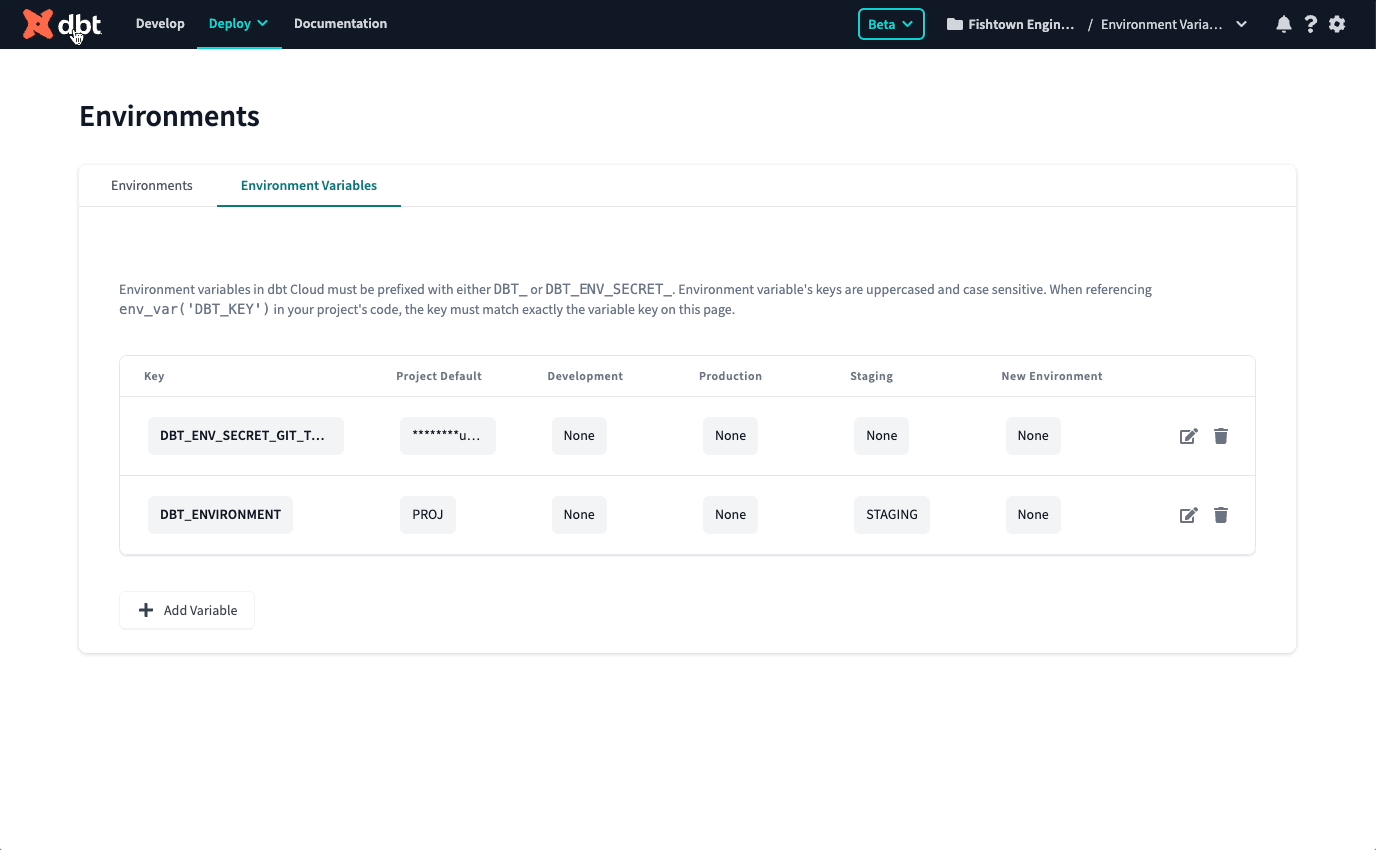 dbt Develop Deploy Documentation Beta Fishtown Engin... / Environment Varia...
Environments
Environments Environment Variables
Environment variables in dbt Cloud must be prefixed with either DBT_ or DBT_ENV_SECRET_. Environment variable's keys are uppercased and case sensitive. When referencing
env_var('DBT_KEY') in your project's code, the key must match exactly the variable key on this page.
Key Project Default Development Production Staging New Environment
DBT_ENV_SECRET_GIT_T... ********u... None None None None
DBT_ENVIRONMENT PROJ None None STAGING None
Add Variable